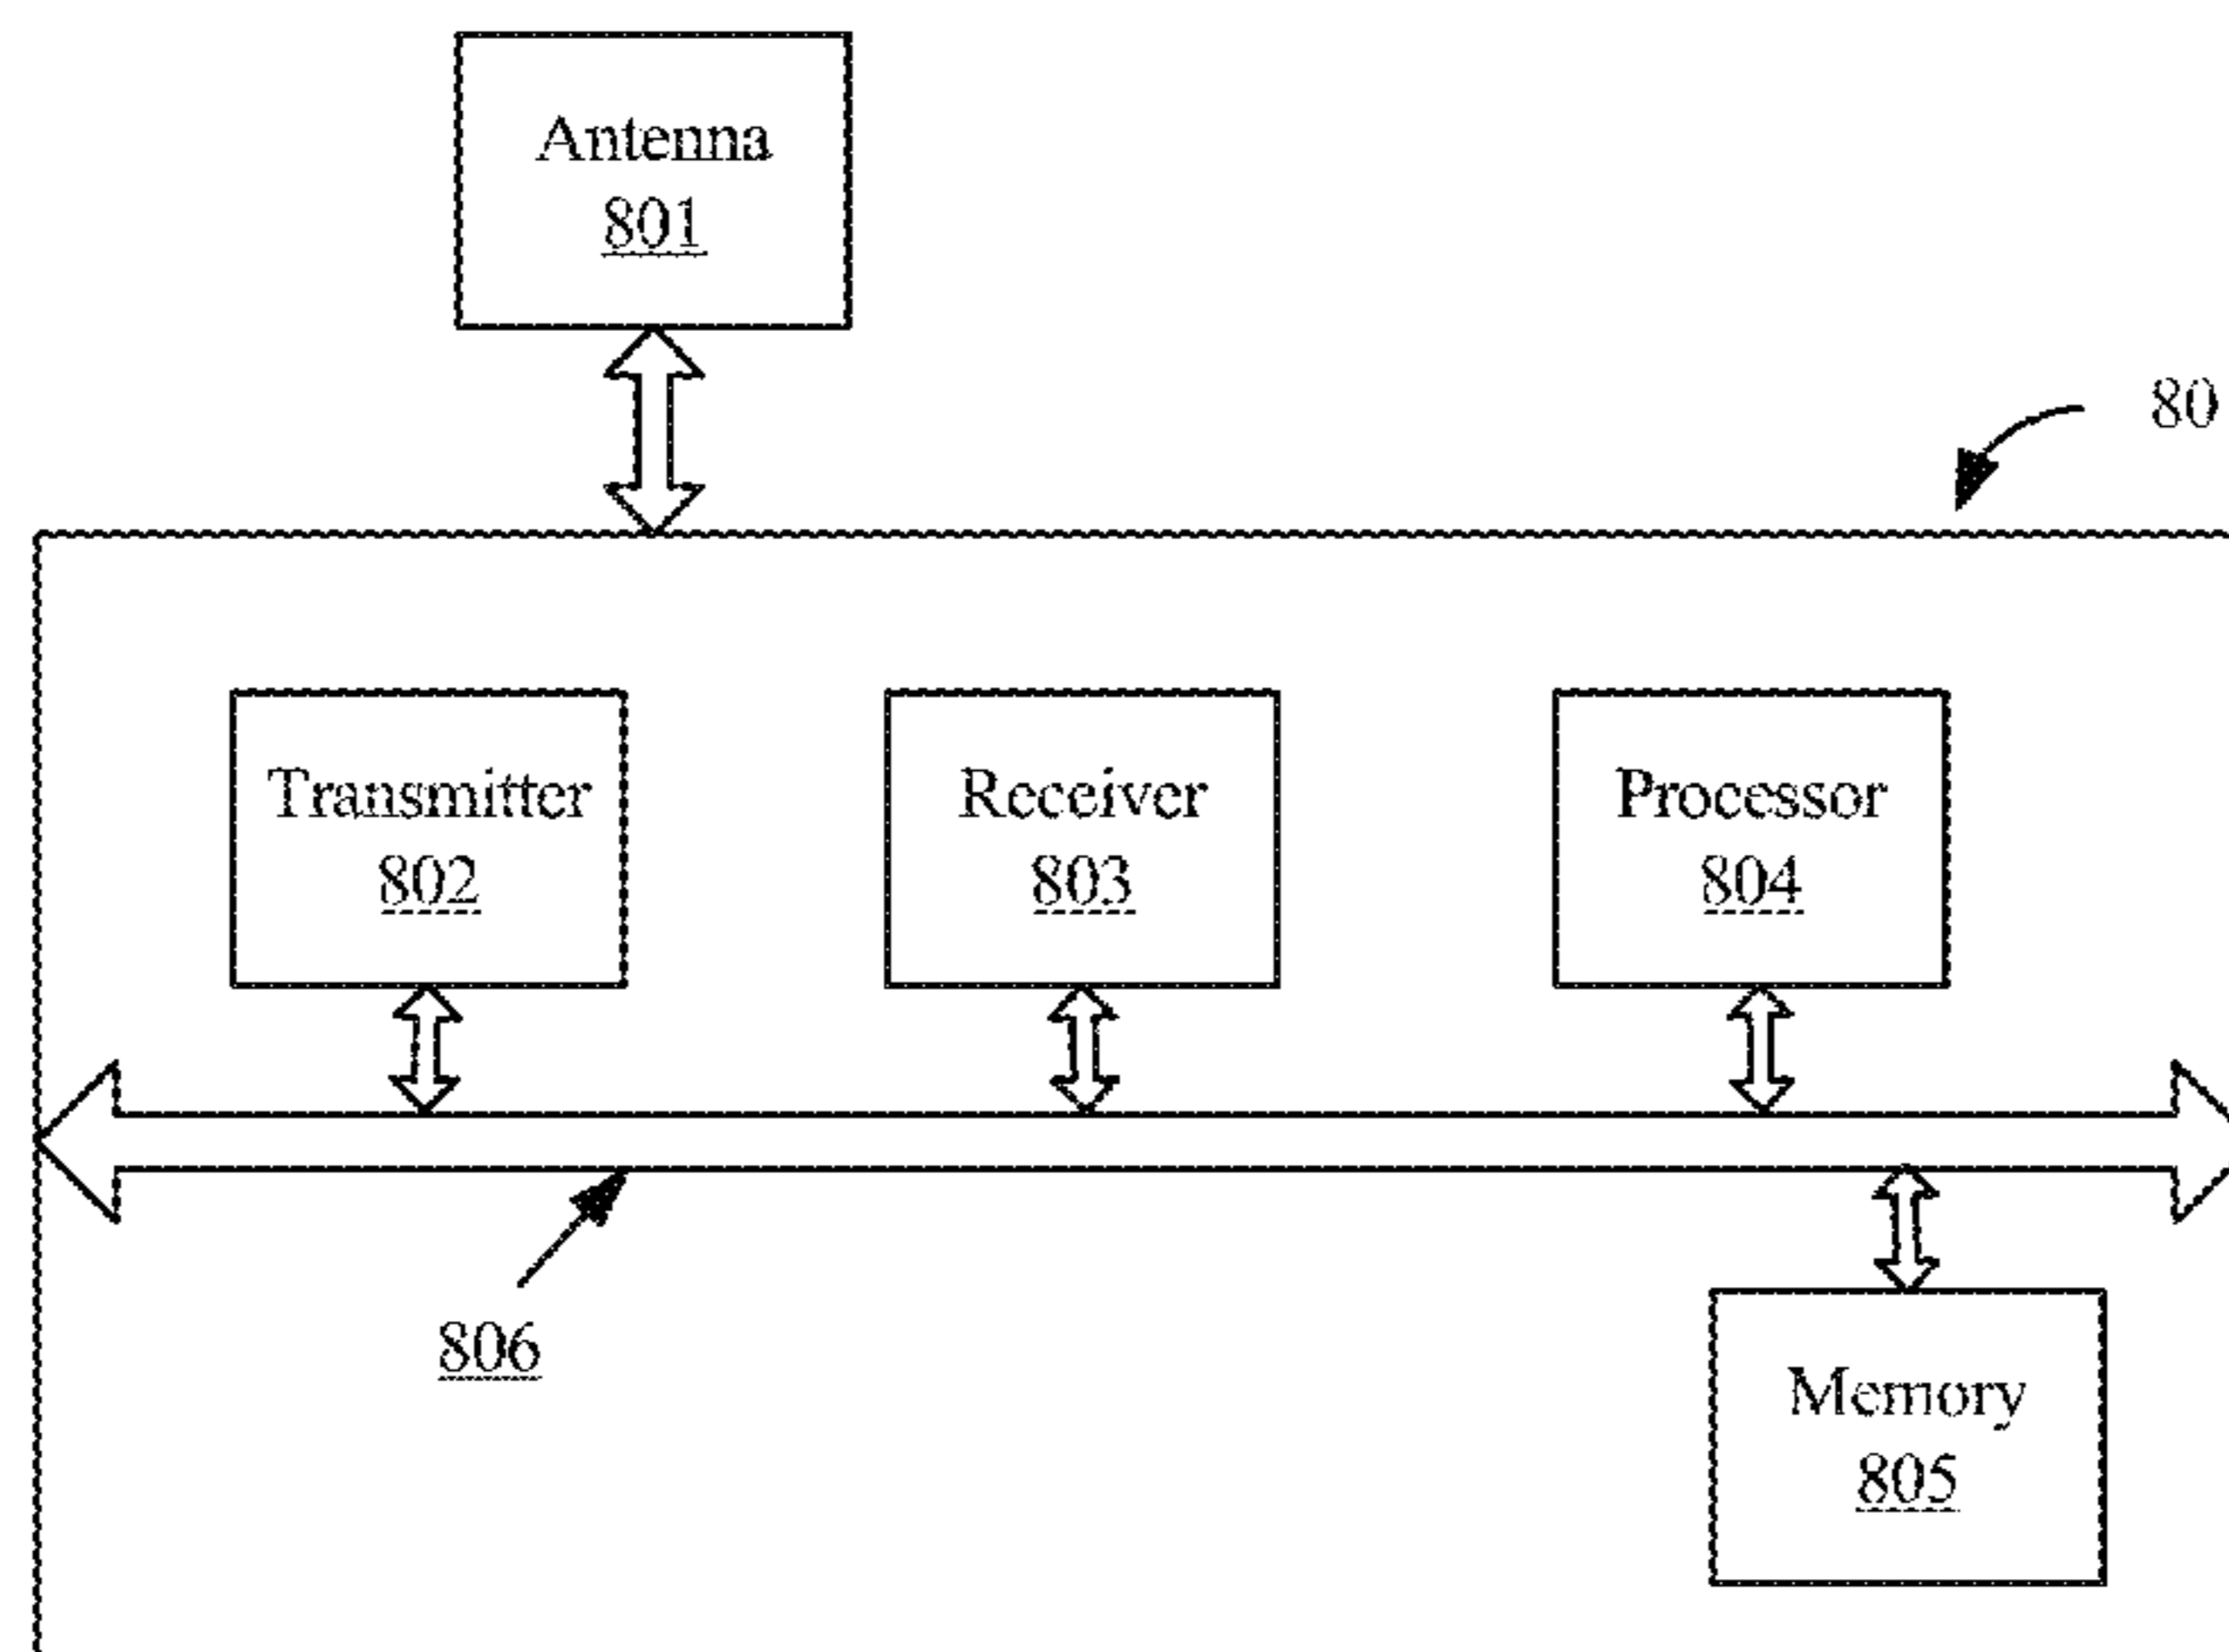 Antenna
801
80
Transmitter
802
Receiver
803
Processor
804
806
Memory
805